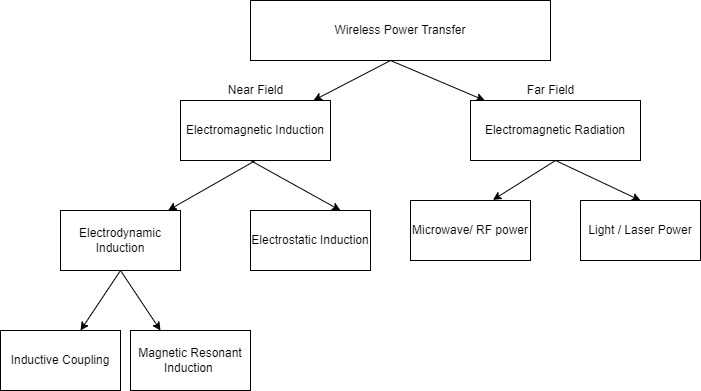 Wireless Power Transfer
Near Field
Far Field
Electromagnetic Induction
Electromagnetic Radiation
Electrodynamic
Induction
Electrostatic Induction
Microwave/ RF power
Light / Laser Power
Inductive Coupling
Magnetic Resonant
Induction